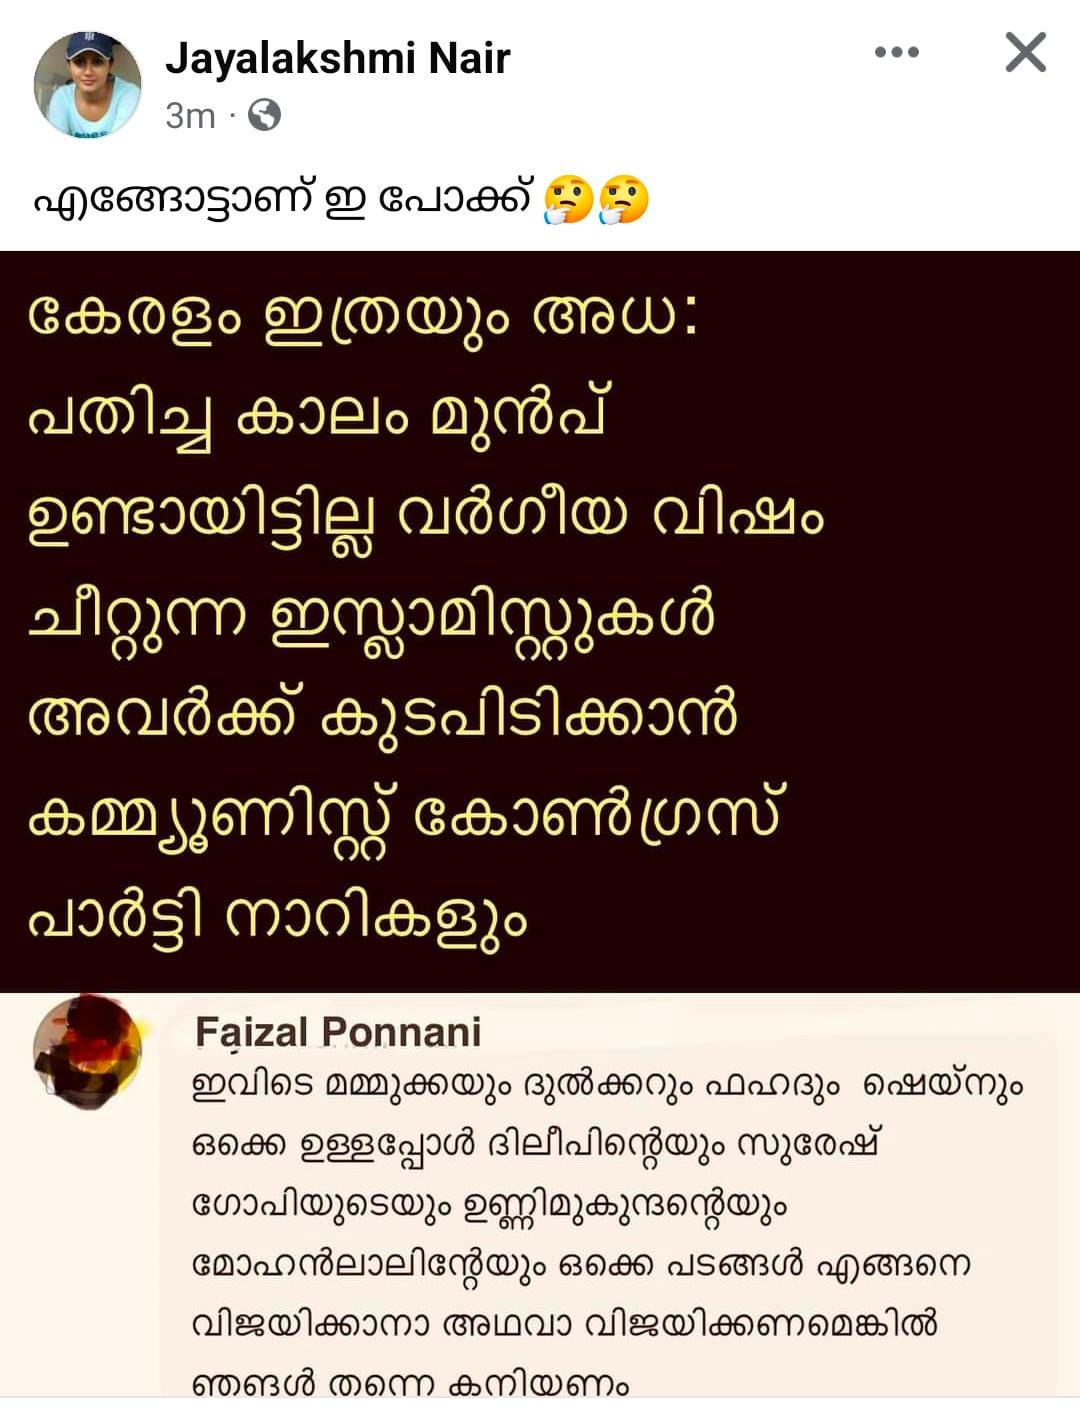 Jayalakshmi Nair
3m ·
എങ്ങോട്ടാണ് ഇ പോക്ക് 🤔🤔
കേരളം ഇത്രയും അധ:
പതിച്ച കാലം മുൻപ്
ഉണ്ടായിട്ടില്ല വർഗീയ വിഷം
ചീറ്റുന്ന ഇസ്ലാമിസ്റ്റുകൾ
അവർക്ക് കുടപിടിക്കാൻ
കമ്മ്യൂണിസ്റ്റ് കോൺഗ്രസ്
പാർട്ടി നാറികളും
Faizal Ponnani
ഇവിടെ മമ്മുക്കയും ദുൽക്കറും ഫഹദും ഷെയ്നും
ഒക്കെ ഉള്ളപ്പോൾ ദിലീപിന്റെയും സുരേഷ്
ഗോപിയുടെയും ഉണ്ണിമുകുന്ദന്റെയും
മോഹൻലാലിന്റേയും ഒക്കെ പടങ്ങൾ എങ്ങനെ
വിജയിക്കാനാ അഥവാ വിജയിക്കണമെങ്കിൽ
ഞങൾ തന്നെ കനിയണം